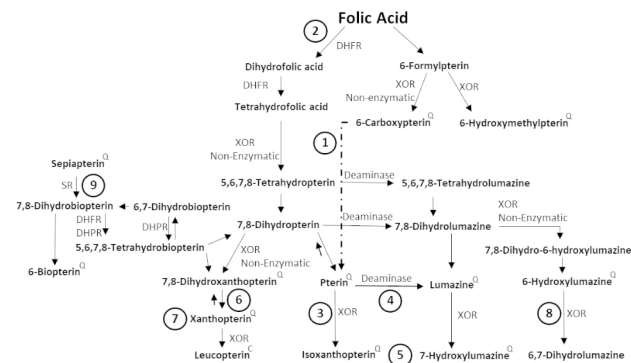 Folic Acid
2
DHFR
Dihydrofolic acid
6-Formylpterin
DHFR
XOR
Non-enzymatic
XOR
Tetrahydrofolic acid
6-Carboxypterin Q
6-Hydroxymethylpterin Q
1
XOR
Non-Enzymatic
Sepiapterin Q
SR
9
5,6,7,8-Tetrahydropterin
Deaminase
5,6,7,8-Tetrahydrolumazine
7,8-Dihydrobiopterin
6,7-Dihydrobiopterin
XOR
Non-Enzymatic
DHFR
DHPR
DHPR
7,8-Dihydropterin
Deaminase
7,8-Dihydrolumazine
5,6,7,8-Tetrahydrobiopterin
7,8-Dihydro-6-hydroxylumazine
XOR
Non-Enzymatic
6-Biopterin Q
7,8-Dihydroxanthopterin Q
Pterin Q
Deaminase
Lumazine Q
6-Hydroxylumazine Q
6
4
7
Xanthopterin Q
3
XOR
XOR
8
XOR
XOR
Leucopterin C
Isoxanthopterin Q
5
7-Hydroxylumazine Q
6,7-Dihydrolumazine